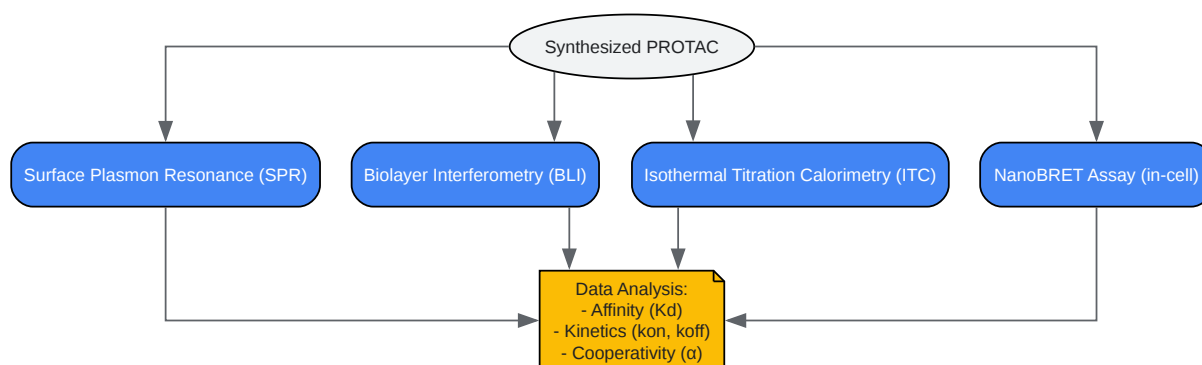 Synthesized PROTAC
Surface Plasmon Resonance (SPR)
Biolayer Interferometry (BLI)
Isothermal Titration Calorimetry (ITC)
NanoBRET Assay (in-cell)
Data Analysis:
- Affinity (Kd)
- Kinetics (kon, koff)
- Cooperativity (α)